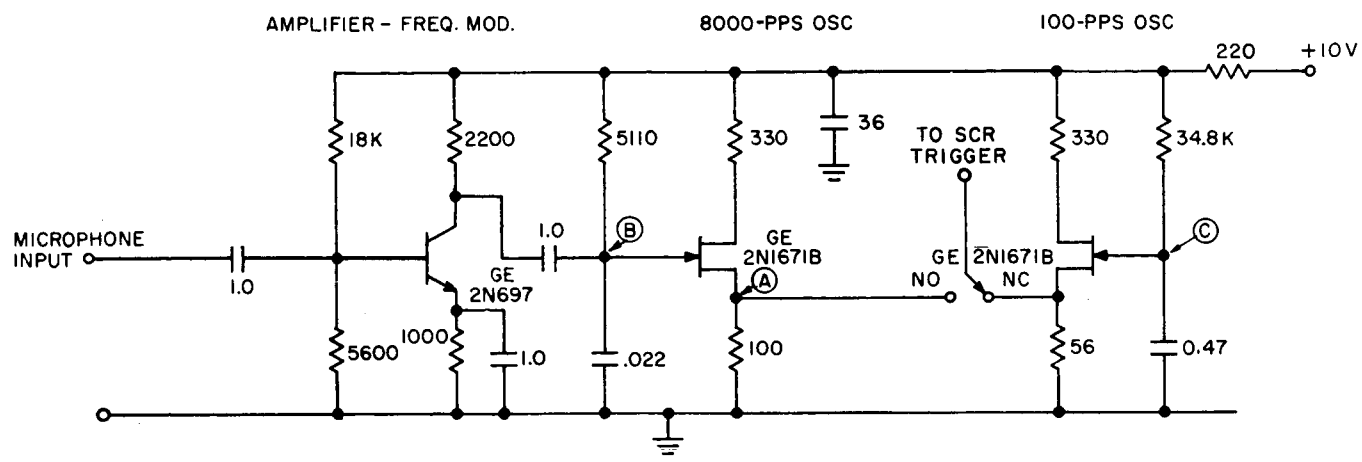 AMPLIFIER - FREQ. MOD.
8000-PPS OSC
100-PPS OSC
220
+10V
18K
2200
5110
330
36
TO SCR
TRIGGER
330
34.8K
MICROPHONE
INPUT
1.0
1.0
B
C
GE
2N1671B
GE
2N1671B
GE
2N697
A
NO
NC
5600
1000
1.0
.022
100
56
0.47